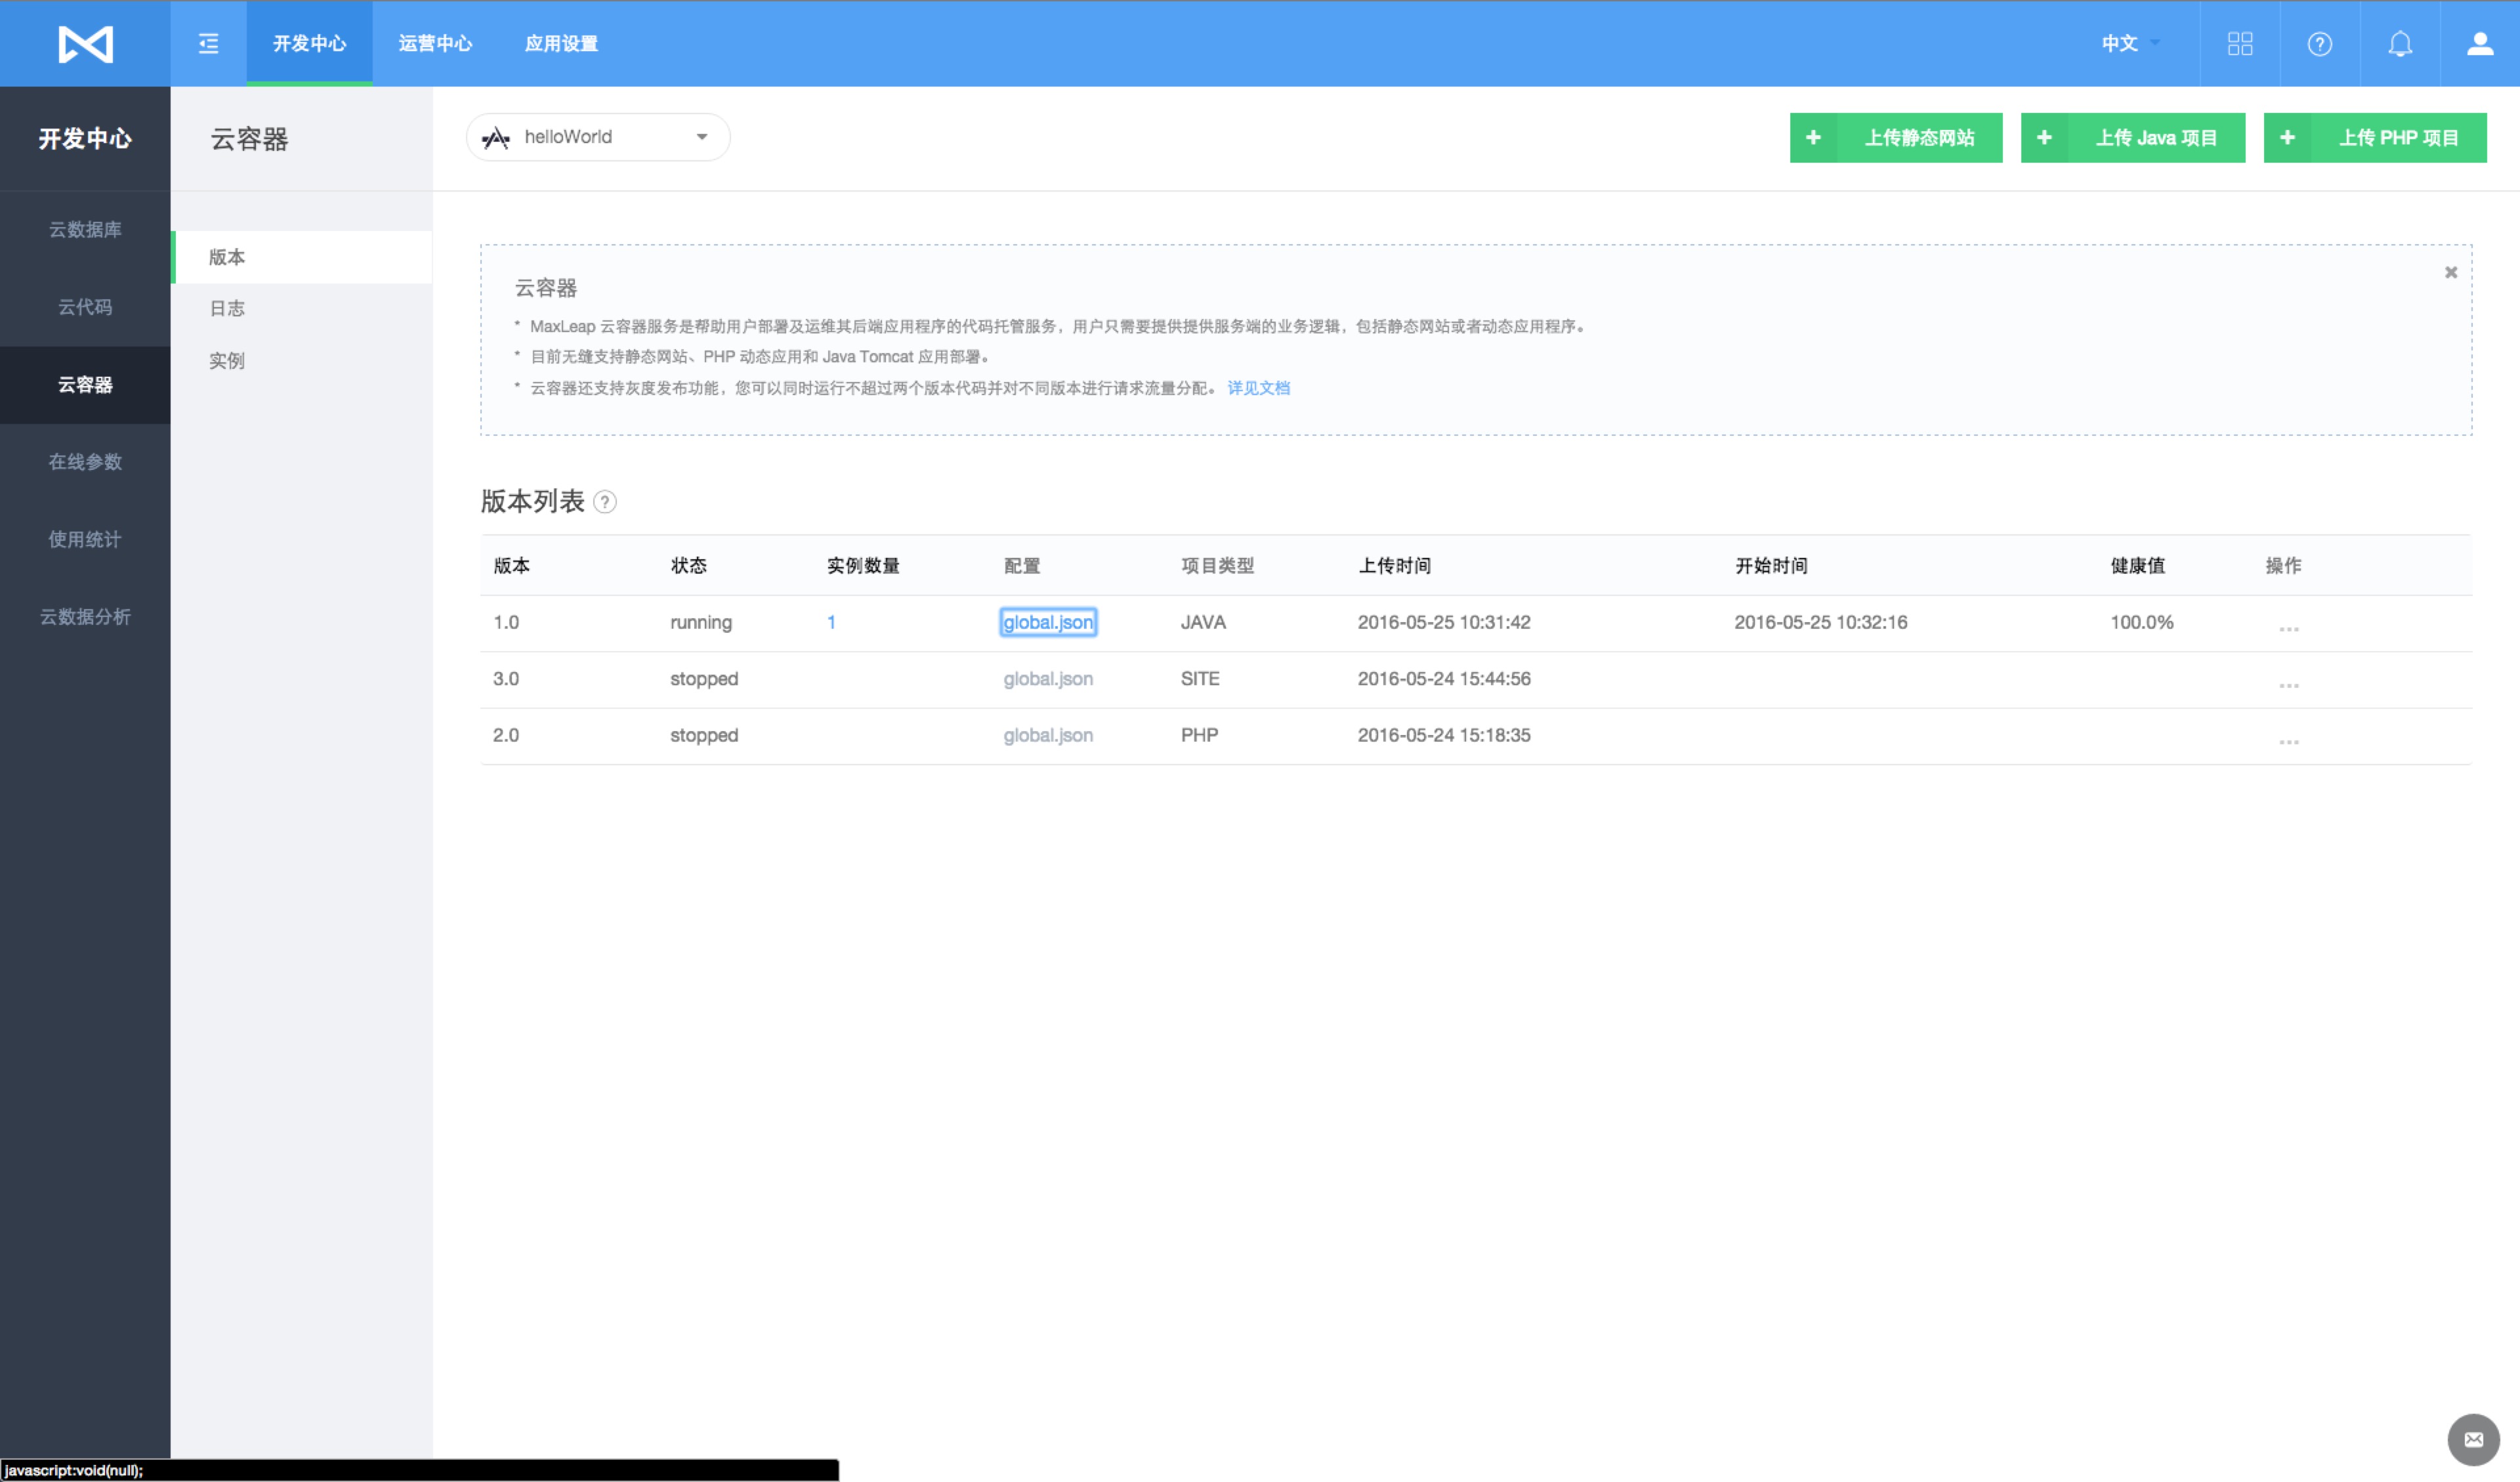 开发中心 运营中心 应用设置 中文
开发中心
云数据库
云代码
云容器
在线参数
使用统计
云数据分析
云容器
版本
日志
实例
helloWorld
+ 上传静态网站 + 上传 Java 项目 + 上传 PHP 项目
云容器
* MaxLeap 云容器服务是帮助用户部署及运维其后端应用程序的代码托管服务，用户只需要提供提供服务端的业务逻辑，包括静态网站或者动态应用程序。
* 目前无缝支持静态网站、PHP 动态应用和 Java Tomcat 应用部署。
* 云容器还支持灰度发布功能，您可以同时运行不超过两个版本代码并对不同版本进行请求流量分配。 详见文档
版本列表 ?
版本 状态 实例数量 配置 项目类型 上传时间 开始时间 健康值 操作
1.0 running 1 global.json JAVA 2016-05-25 10:31:42 2016-05-25 10:32:16 100.0% ...
3.0 stopped global.json SITE 2016-05-24 15:44:56 ...
2.0 stopped global.json PHP 2016-05-24 15:18:35 ...
javascript:void(null);